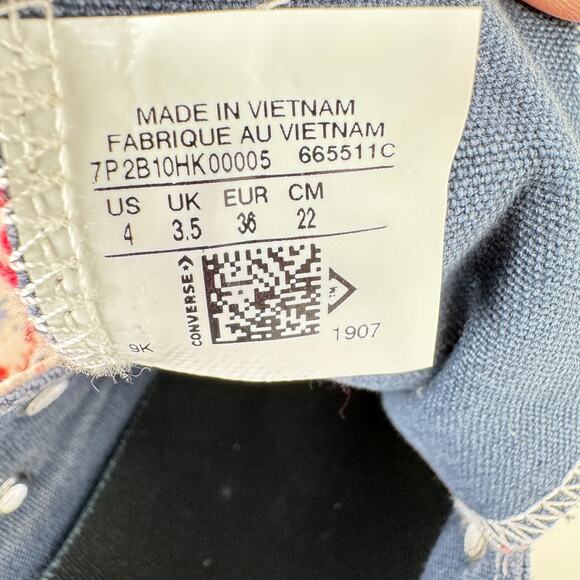 MADE IN VIETNAM
FABRIQUE AU VIETNAM
7P2B10HK00005 665511C
US UK EUR CM
4 3.5 36 22
CONVERSE
TM
9K
1907